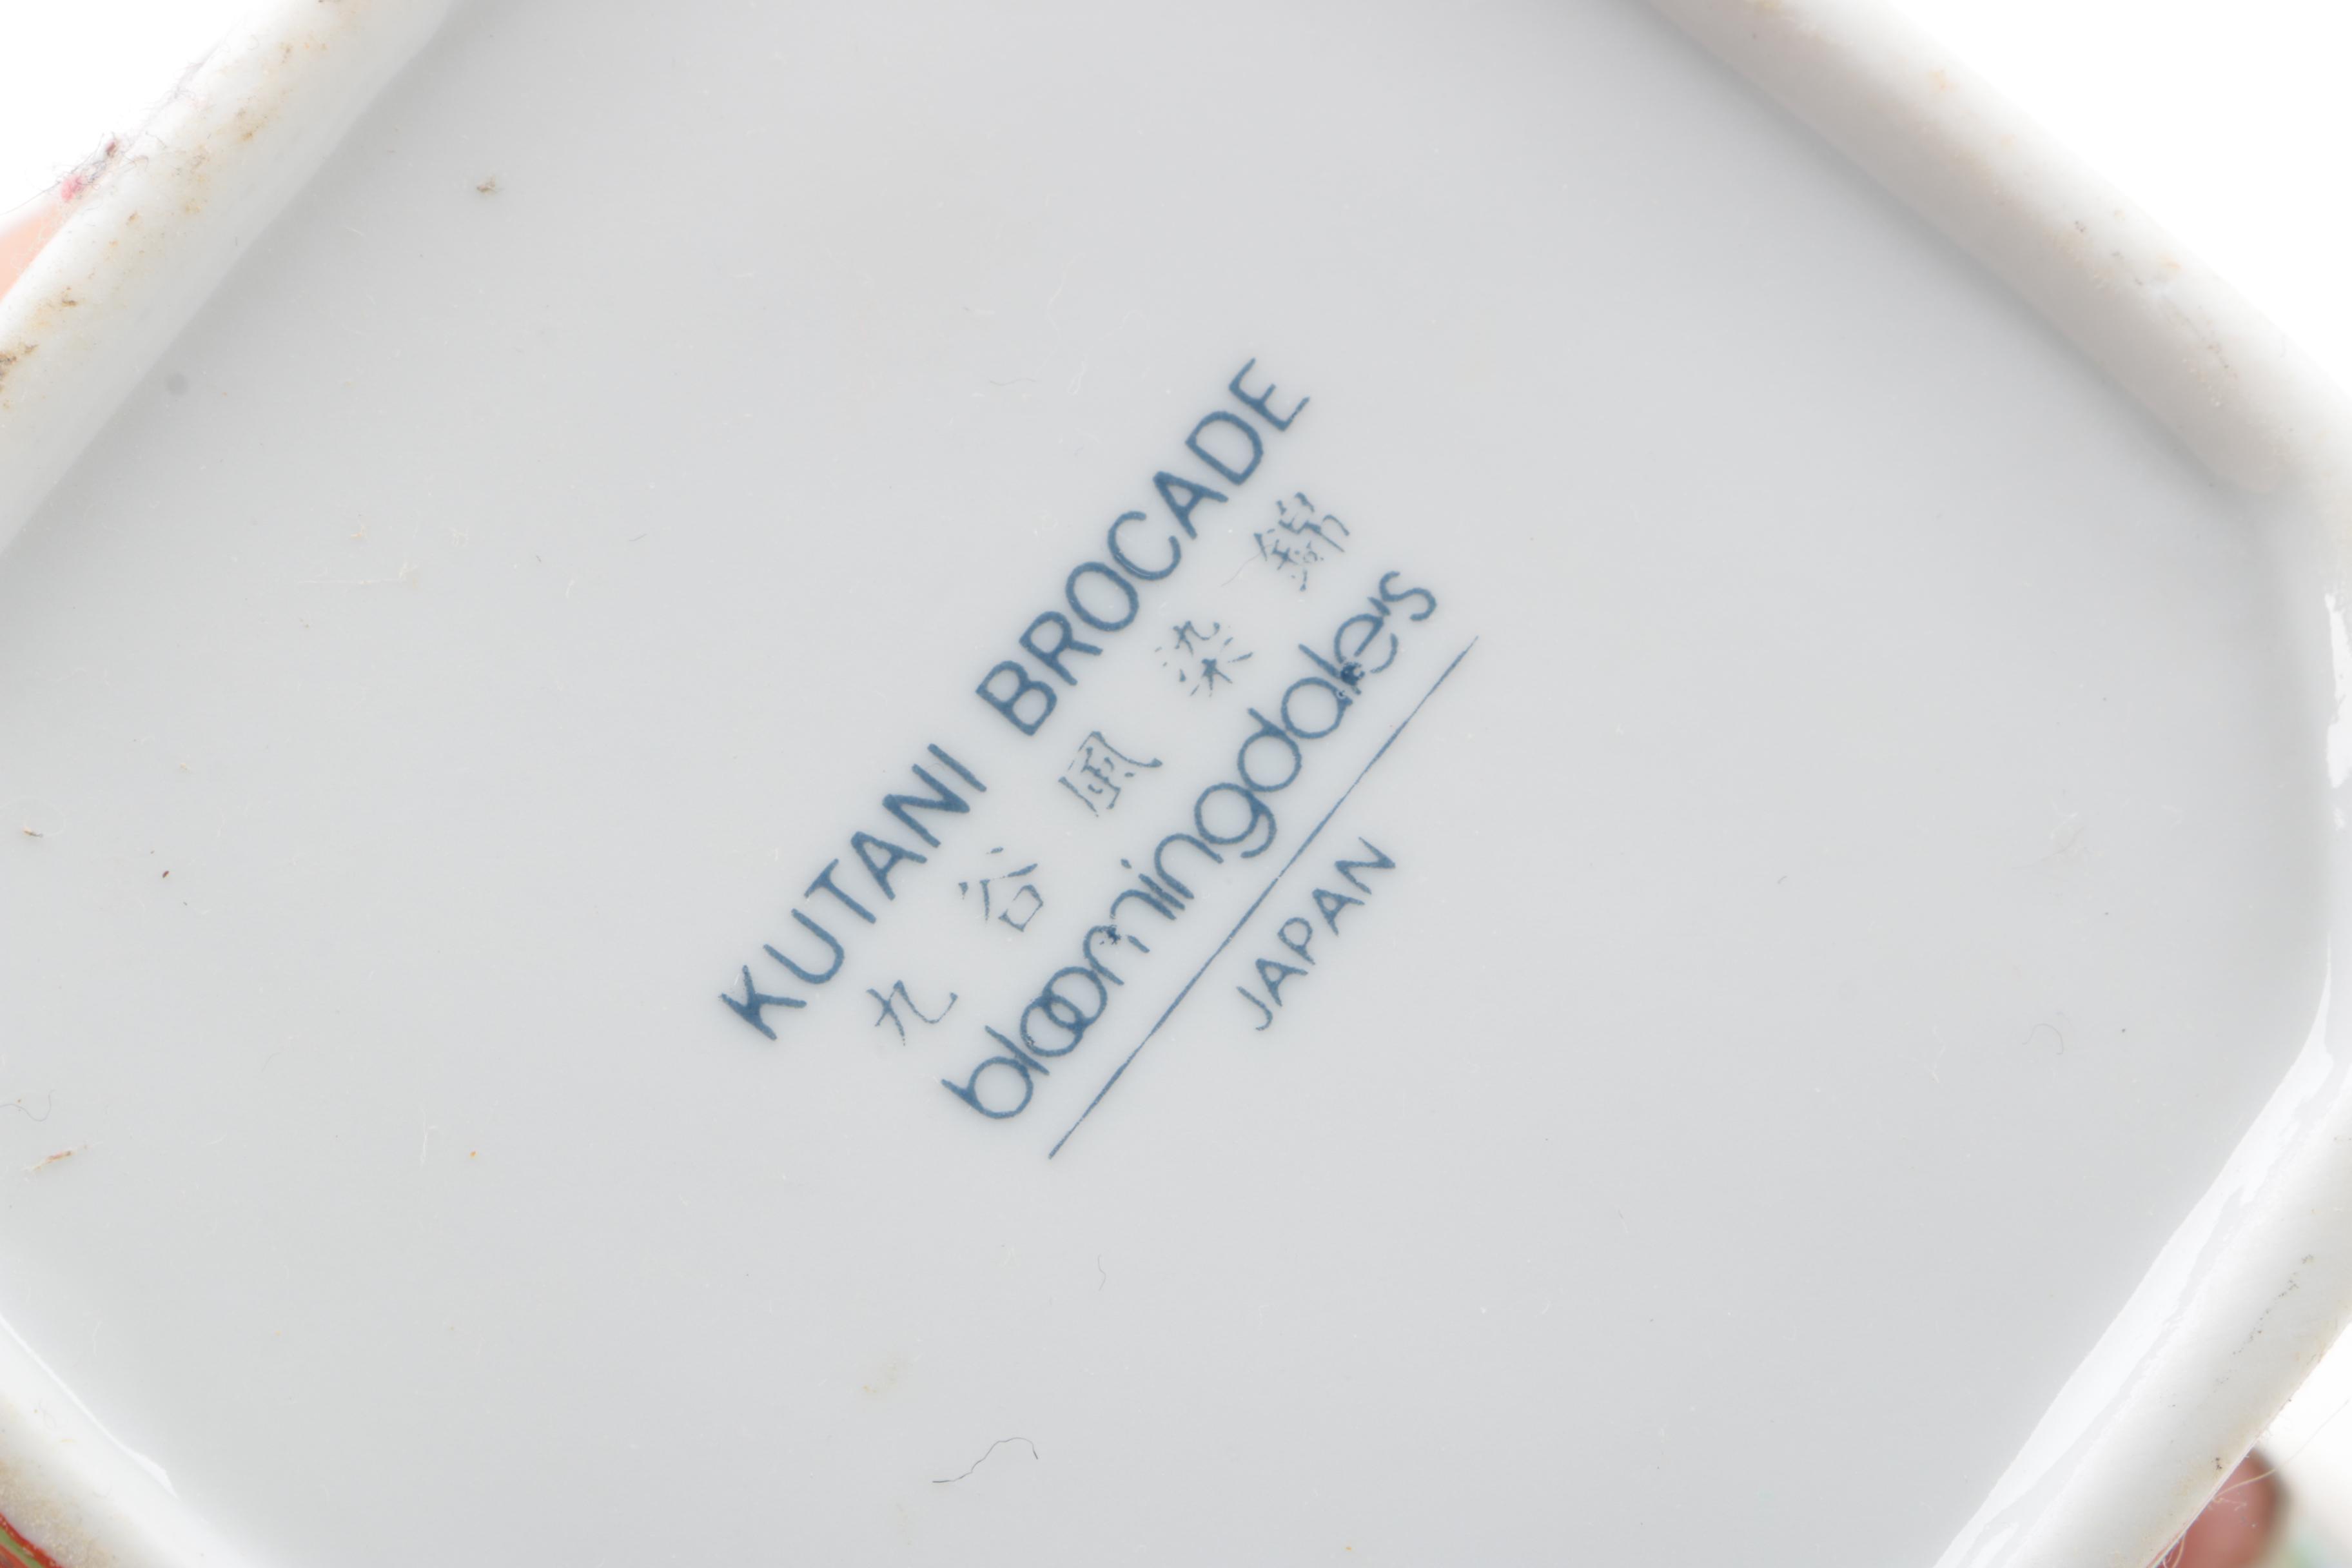 KUTANI BROCADE
九谷風染錦
bloomingdale's
JAPAN